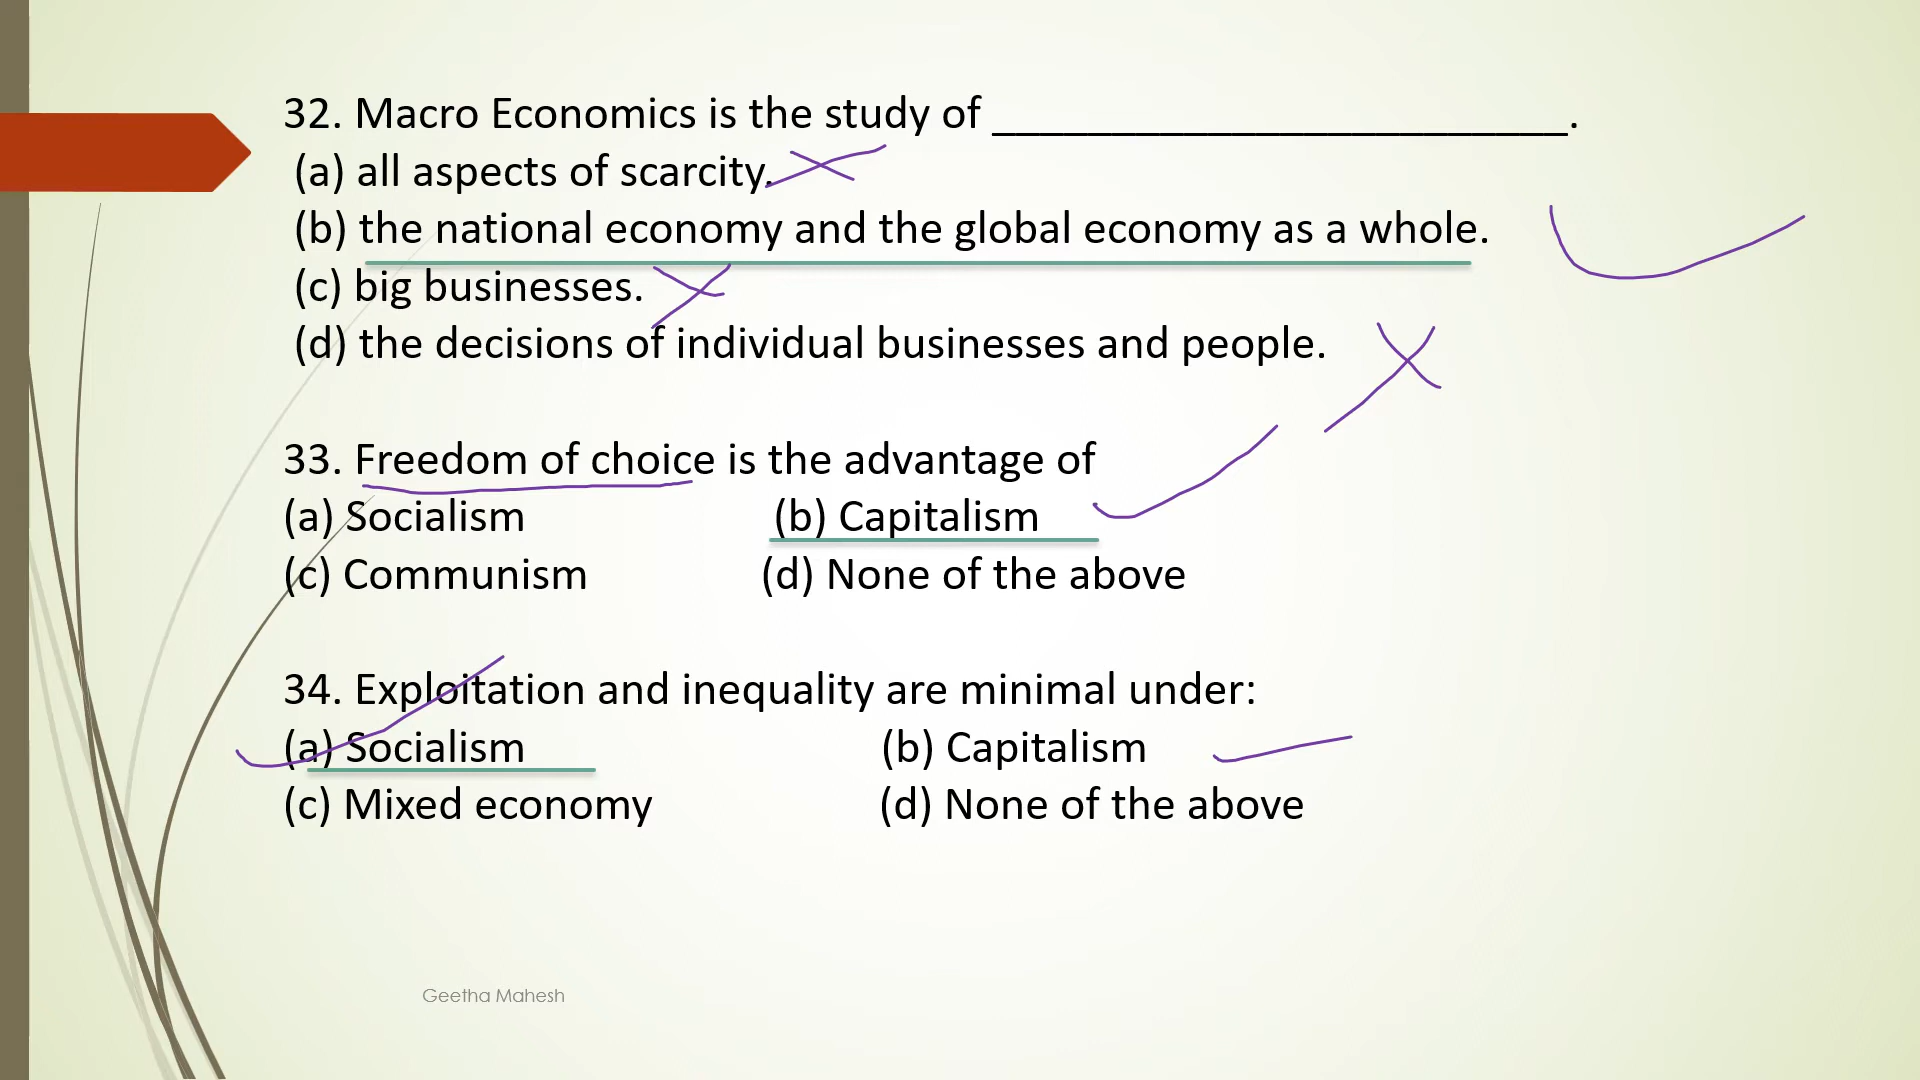 32. Macro Economics is the study of ________________________.
(a) all aspects of scarcity.
(b) the national economy and the global economy as a whole.
(c) big businesses.
(d) the decisions of individual businesses and people.
33. Freedom of choice is the advantage of
(a) Socialism (b) Capitalism
(c) Communism (d) None of the above
34. Exploitation and inequality are minimal under:
(a) Socialism (b) Capitalism
(c) Mixed economy (d) None of the above
Geetha Mahesh